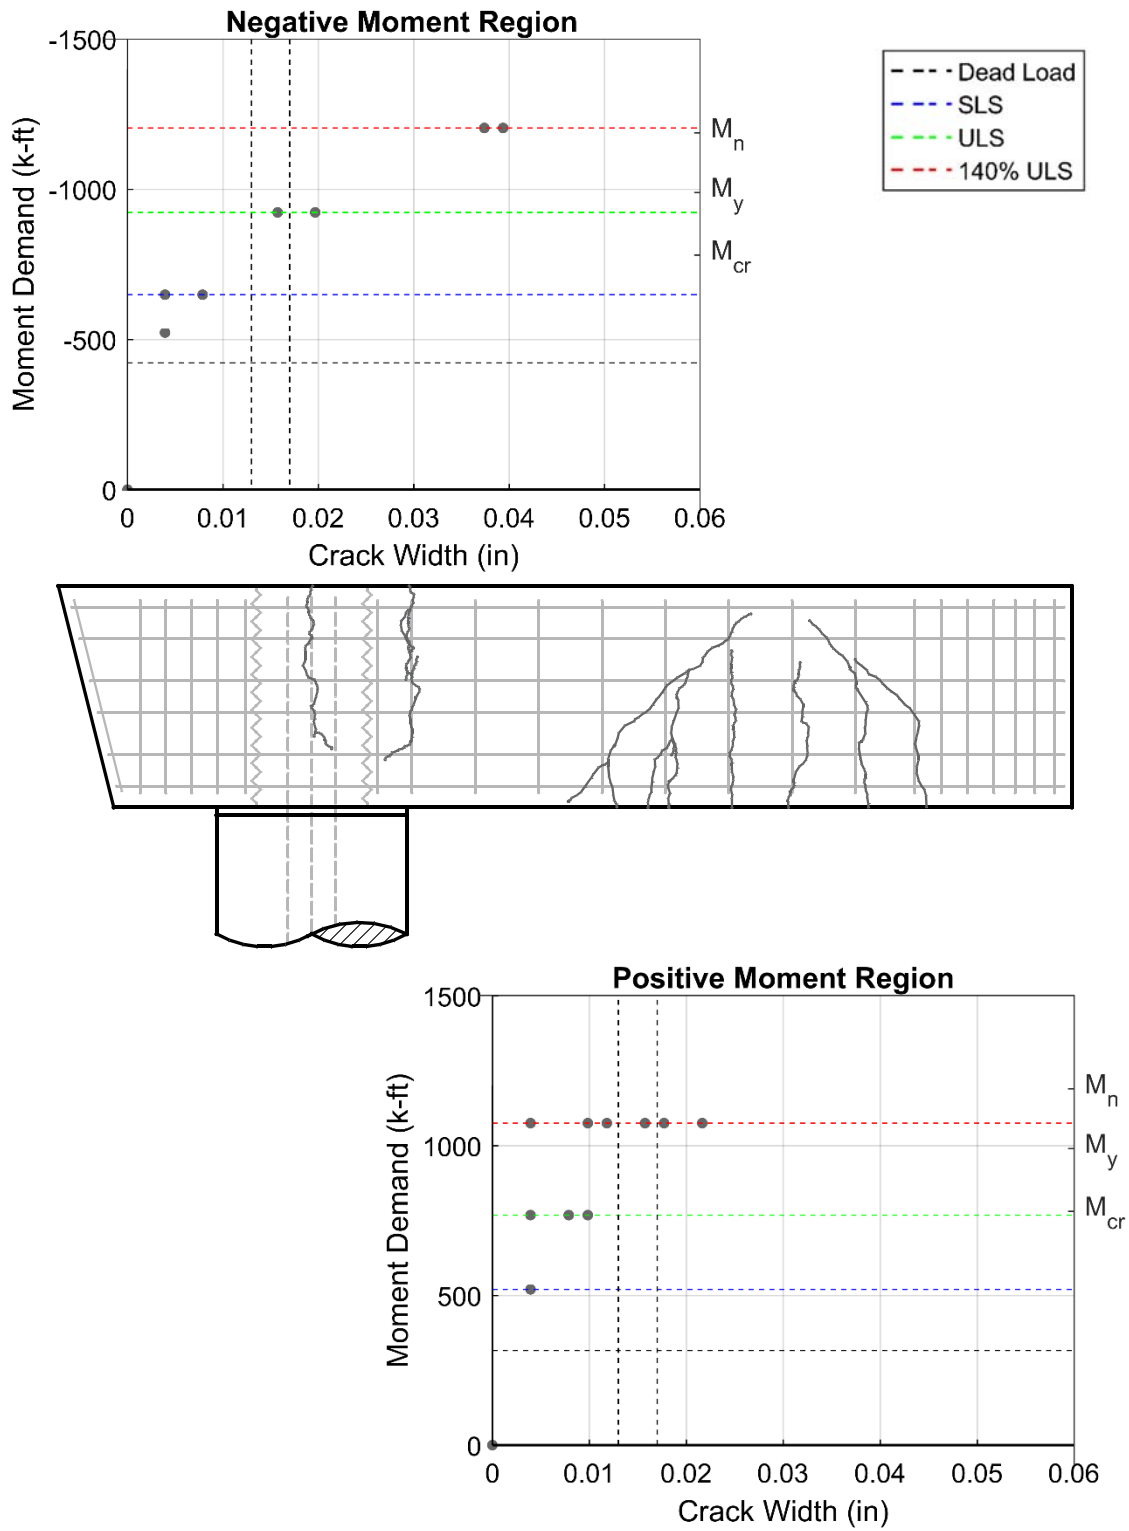 Negative Moment Region
-1500
-1000
-500
0
Moment Demand (k-ft)
Mn
My
Mcr
0 0.01 0.02 0.03 0.04 0.05 0.06
Crack Width (in)
Dead Load
SLS
ULS
140% ULS
Positive Moment Region
1500
1000
500
0
Moment Demand (k-ft)
Mn
My
Mcr
0 0.01 0.02 0.03 0.04 0.05 0.06
Crack Width (in)